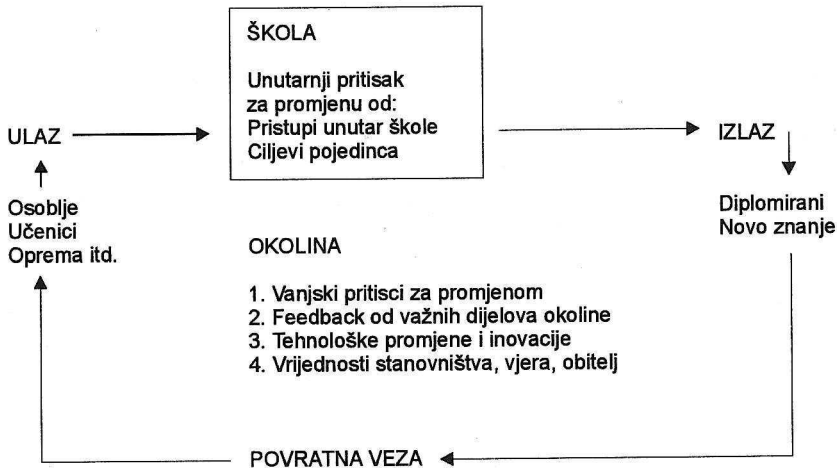 ŠKOLA
Unutarnji pritisak
za promjenu od:
Pristupi unutar škole
Ciljevi pojedinca
ULAZ
IZLAZ
Osoblje
Učenici
Oprema itd.
Diplomirani
Novo znanje
OKOLINA
1. Vanjski pritisci za promjenom
2. Feedback od važnih dijelova okoline
3. Tehnološke promjene i inovacije
4. Vrijednosti stanovništva, vjera, obitelj
POVRATNA VEZA